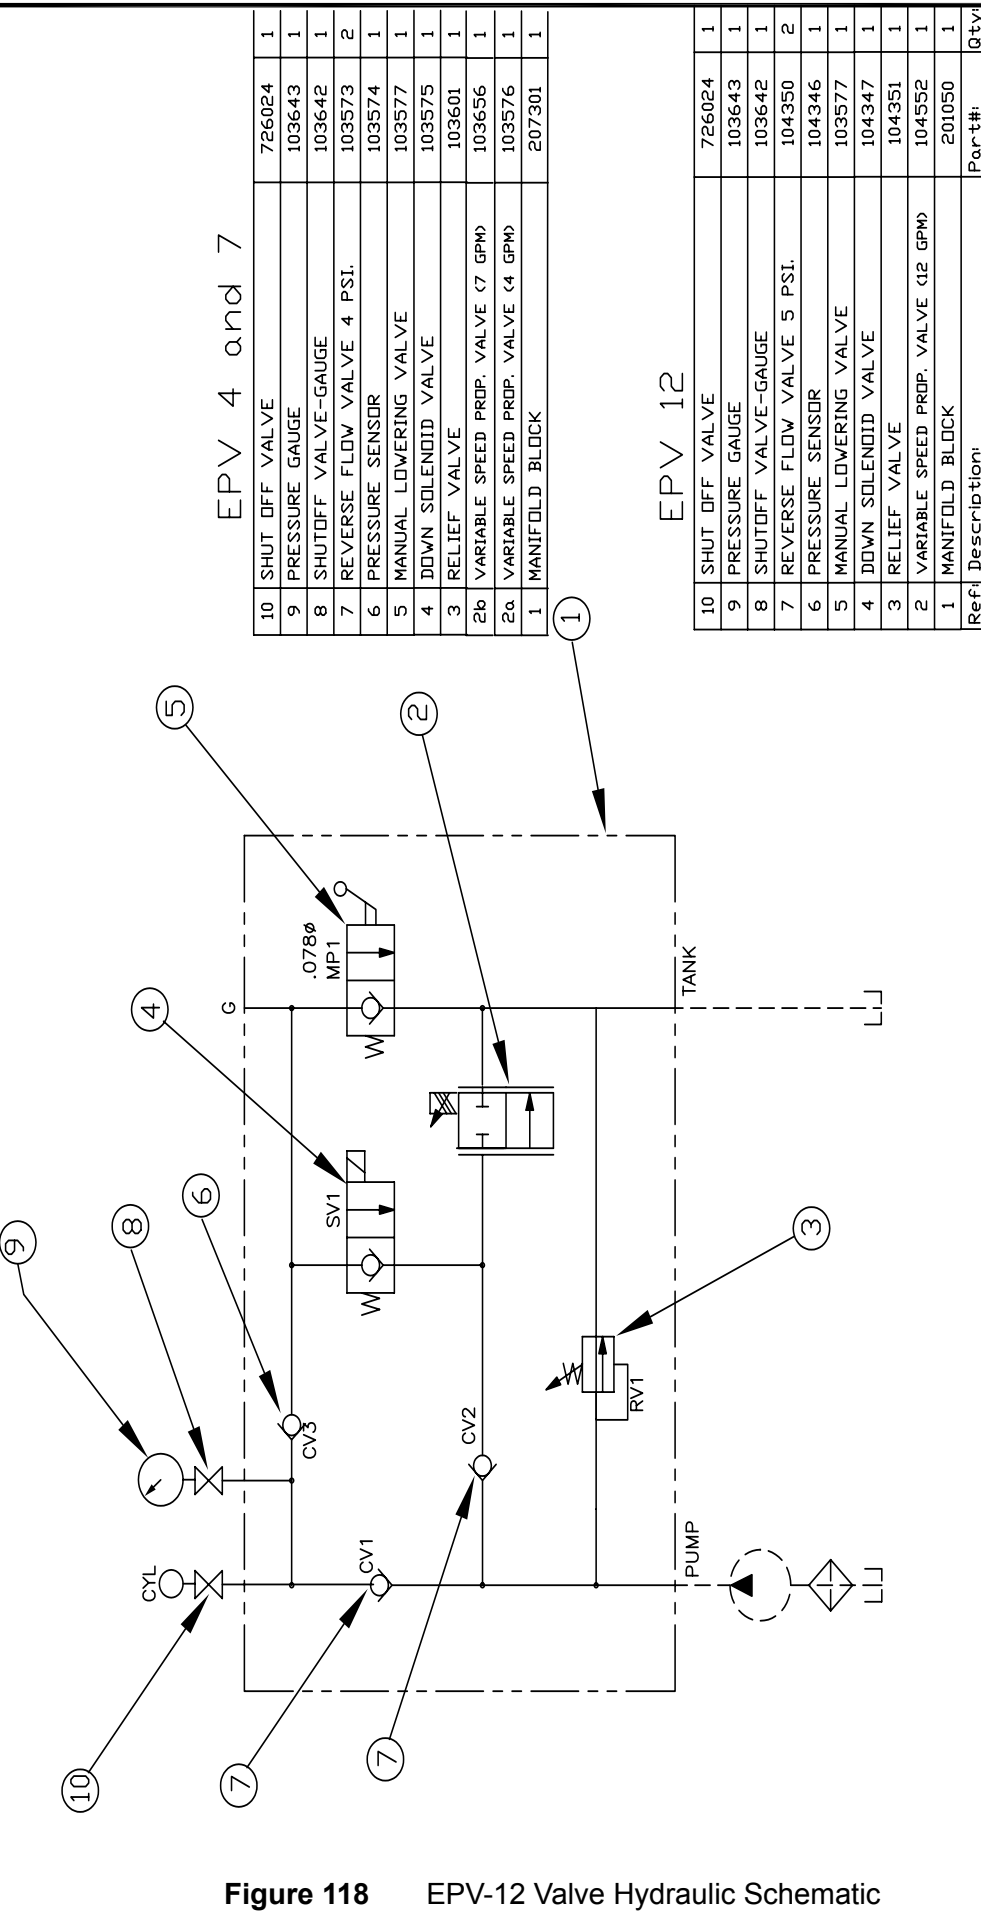 EPV 4 and 7
10 SHUT OFF VALVE 726024 1
9 PRESSURE GAUGE 103643 1
8 SHUTOFF VALVE-GAUGE 103642 1
7 REVERSE FLOW VALVE 4 PSI. 103573 2
6 PRESSURE SENSOR 103574 1
5 MANUAL LOWERING VALVE 103577 1
4 DOWN SOLENOID VALVE 103575 1
3 RELIEF VALVE 103601 1
2b VARIABLE SPEED PROP. VALVE (7 GPM) 103656 1
2a VARIABLE SPEED PROP. VALVE (4 GPM) 103576 1
1 MANIFOLD BLOCK 207301 1
EPV 12
10 SHUT OFF VALVE 726024 1
9 PRESSURE GAUGE 103643 1
8 SHUTOFF VALVE-GAUGE 103642 1
7 REVERSE FLOW VALVE 5 PSI. 104350 2
6 PRESSURE SENSOR 104346 1
5 MANUAL LOWERING VALVE 103577 1
4 DOWN SOLENOID VALVE 104347 1
3 RELIEF VALVE 104351 1
2 VARIABLE SPEED PROP. VALVE (12 GPM) 104552 1
1 MANIFOLD BLOCK 201050 1
Ref: Description: Part#: Qty:
9
8
6
4
5
2
1
10
7
7
3
CYL
G
CV3
SV1
.078ø
MP1
CV1
CV2
RV1
PUMP
TANK
Figure 118 EPV-12 Valve Hydraulic Schematic